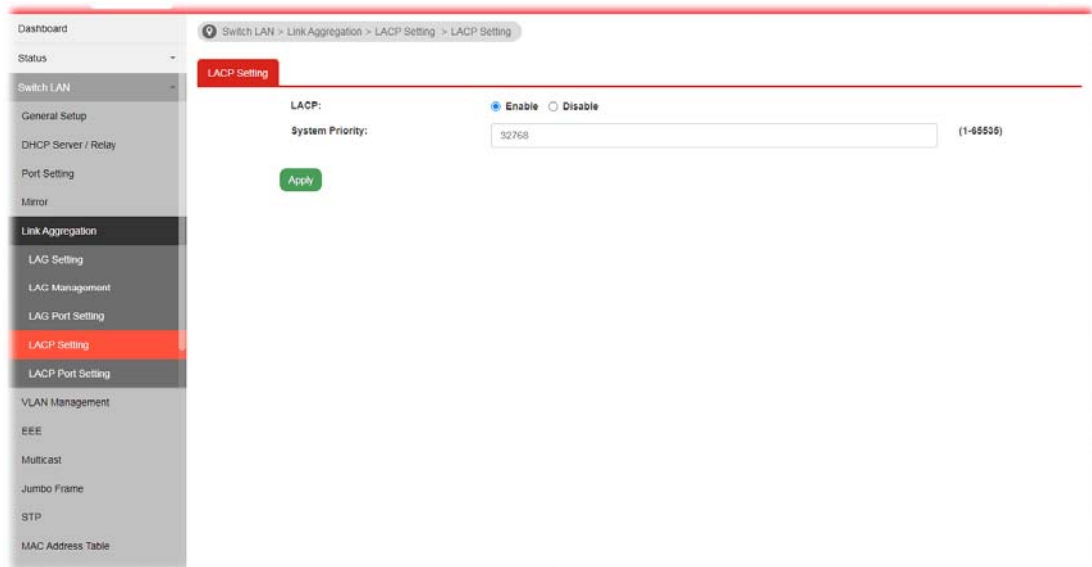 Dashboard
Status
Switch LAN
General Setup
DHCP Server / Relay
Port Setting
Mirror
Link Aggregation
LAG Setting
LAG Management
LAG Port Setting
LACP Setting
LACP Port Setting
VLAN Management
EEE
Multicast
Jumbo Frame
STP
MAC Address Table
Switch LAN > Link Aggregation > LACP Setting > LACP Setting
LACP Setting
LACP: Enable Disable
System Priority: 32768 (1-65535)
Apply